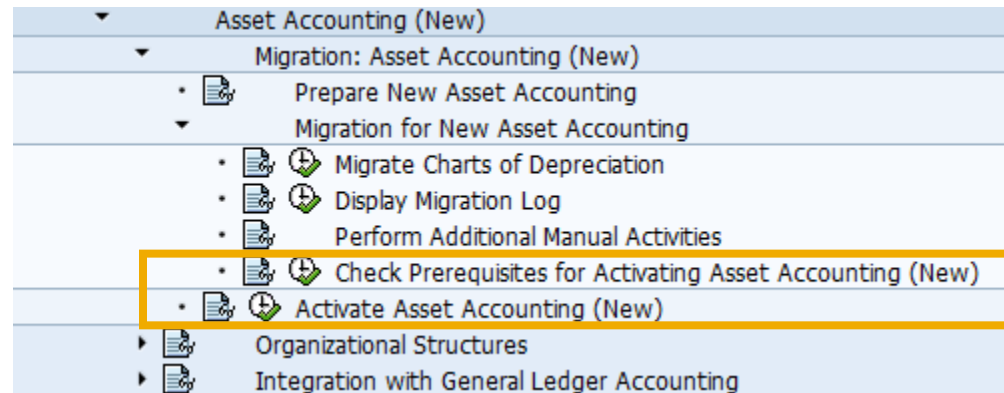 Asset Accounting (New)
Migration: Asset Accounting (New)
Prepare New Asset Accounting
Migration for New Asset Accounting
Migrate Charts of Depreciation
Display Migration Log
Perform Additional Manual Activities
Check Prerequisites for Activating Asset Accounting (New)
Activate Asset Accounting (New)
Organizational Structures
Integration with General Ledger Accounting